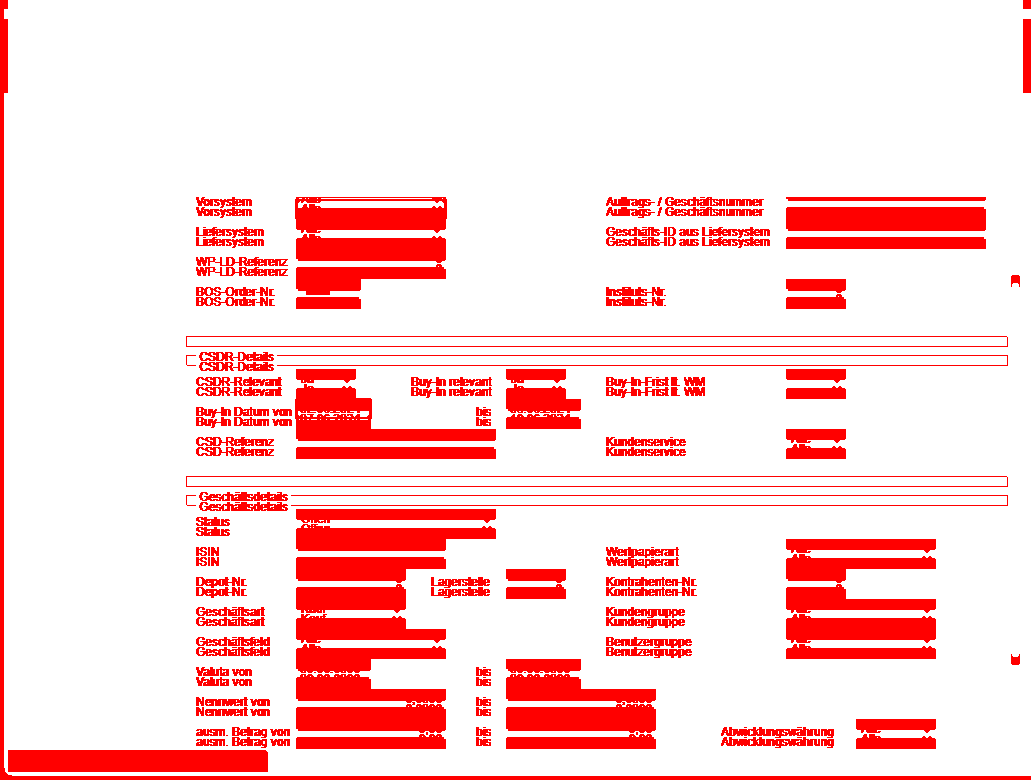 Vorsystem Auftrags- / Geschäftsnummer
Vorsystem Auftrags- / Geschäftsnummer
Liefersystem Geschäfts-ID aus Liefersystem
Liefersystem Geschäfts-ID aus Liefersystem
WP-LD-Referenz
WP-LD-Referenz
BOS-Order-Nr. Instituts-Nr.
BOS-Order-Nr. Instituts-Nr.
CSDR-Details
CSDR-Details
CSDR-Relevant Buy-In relevant Buy-In-Frist lt. WM
CSDR-Relevant Buy-In relevant Buy-In-Frist lt. WM
Buy-In Datum von bis
Buy-In Datum von bis
CSD-Referenz Kundenservice
CSD-Referenz Kundenservice
Geschäftsdetails
Geschäftsdetails
Status
Status
ISIN Wertpapierart
ISIN Wertpapierart
Depot-Nr. Lagerstelle Kontrahenten-Nr.
Depot-Nr. Lagerstelle Kontrahenten-Nr.
Geschäftsart Kundengruppe
Geschäftsart Kundengruppe
Geschäftsfeld Benutzergruppe
Geschäftsfeld Benutzergruppe
Valuta von bis
Valuta von bis
Nennwert von bis
Nennwert von bis
ausm. Betrag von bis Abwicklungswährung
ausm. Betrag von bis Abwicklungswährung